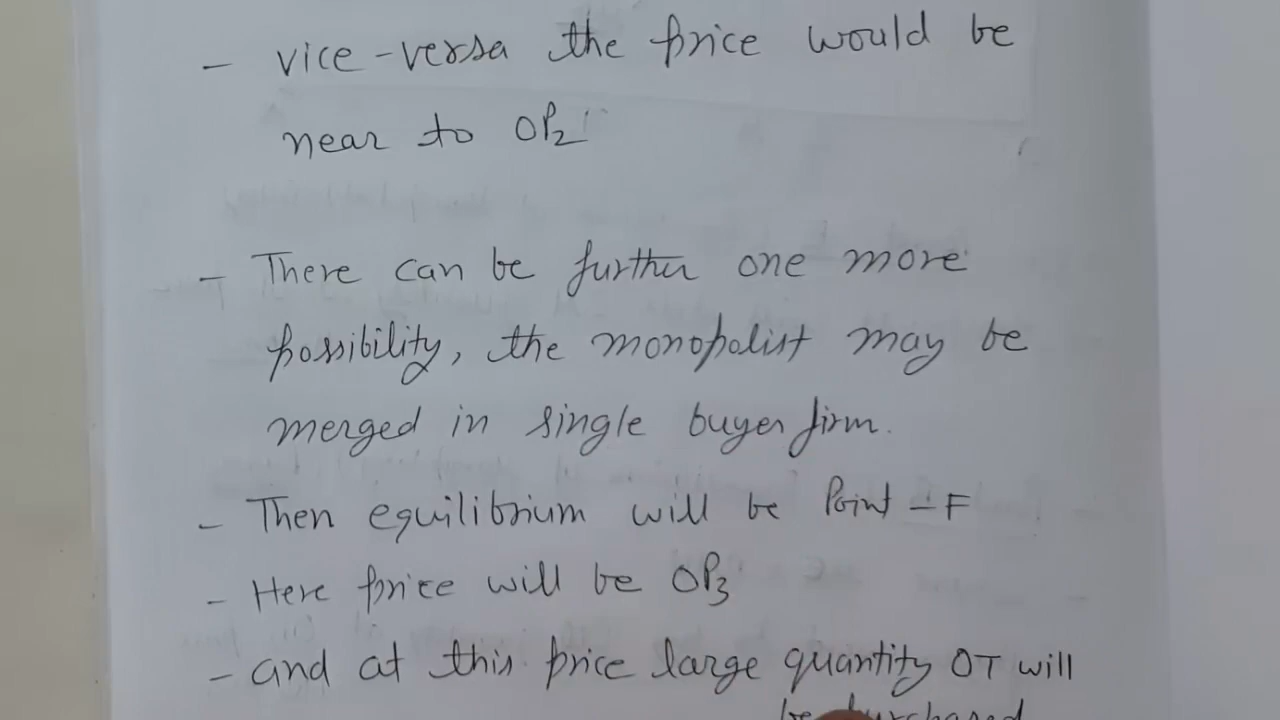 - vice-versa the price would be
near to OP2
- There can be further one more
possibility, the monopolist may be
merged in single buyer firm.
- Then equilibrium will be Point - F
- Here price will be OP3
- and at this price large quantity OT will
be purchased